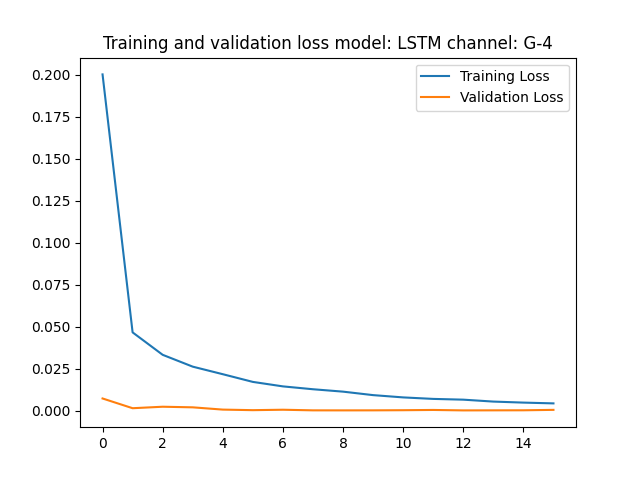 Training and validation loss model: LSTM channel: G-4
Training Loss
Validation Loss
0.200
0.175
0.150
0.125
0.100
0.075
0.050
0.025
0.000
0 2 4 6 8 10 12 14